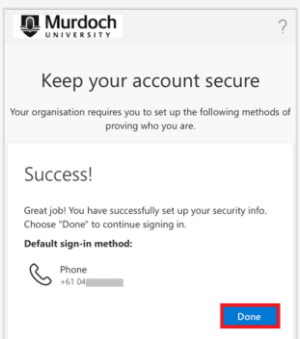 Murdoch
UNIVERSITY
?
Keep your account secure
Your organisation requires you to set up the following methods of
proving who you are.
Success!
Great job! You have successfully set up your security info.
Choose "Done" to continue signing in.
Default sign-in method:
Phone
+61 04
Done